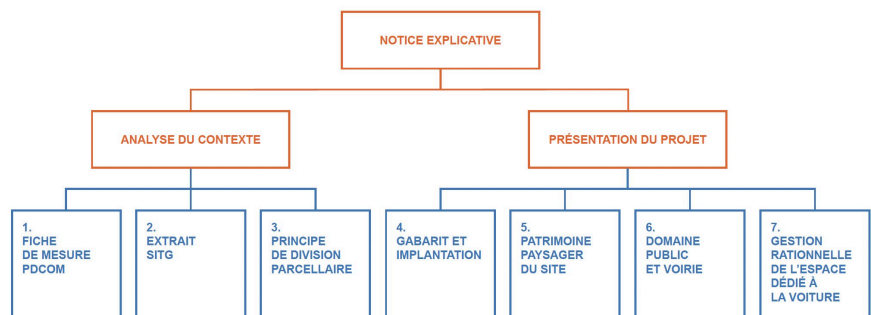 NOTICE EXPLICATIVE
ANALYSE DU CONTEXTE
PRÉSENTATION DU PROJET
1.
FICHE
DE MESURE
PDCOM
2.
EXTRAIT
SITG
3.
PRINCIPE
DE DIVISION
PARCELLAIRE
4.
GABARIT ET
IMPLANTATION
5.
PATRIMOINE
PAYSAGER
DU SITE
6.
DOMAINE
PUBLIC
ET VOIRIE
7.
GESTION
RATIONNELLE
DE L'ESPACE
DÉDIÉ À
LA VOITURE